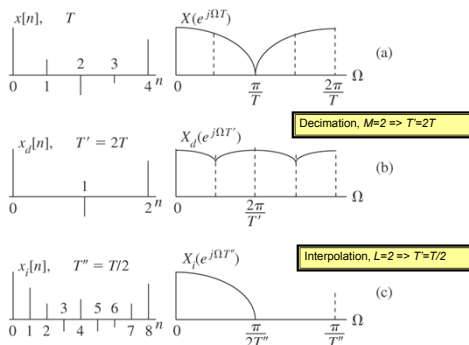 x[n], T
0 1 2 3 4 n
X(e^{jΩT})
0 π/T 2π/T Ω
(a)
Decimation, M=2 => T'=2T
x_d[n], T' = 2T
0 1 2 n
X_d(e^{jΩT'})
0 2π/T' Ω
(b)
Interpolation, L=2 => T'=T/2
x_i[n], T″ = T/2
0 1 2 3 4 5 6 7 8 n
X_i(e^{jΩT″})
0 π/2T″ π/T″ Ω
(c)